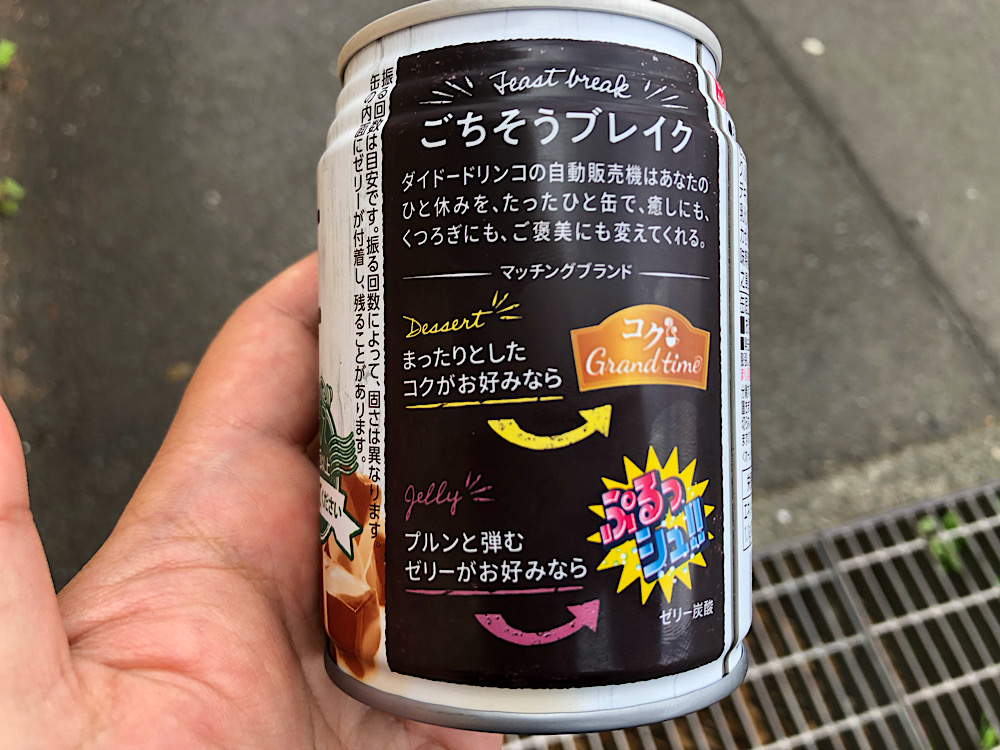 振る回数は目安です。振る回数によって、固さは異なります。
缶の内面にゼリーが付着し、残ることがあります。
Feast break
ごちそうブレイク
ダイドードリンコの自動販売機はあなたの
ひと休みを、たったひと缶で、癒しにも、
くつろぎにも、ご褒美にも変えてくれる。
マッチングブランド
Dessert
まったりとした
コクがお好みなら
コク
Grand time
Jelly
プルンと弾む
ゼリーがお好みなら
ぷるっ
シュ!!
ゼリー炭酸
ください